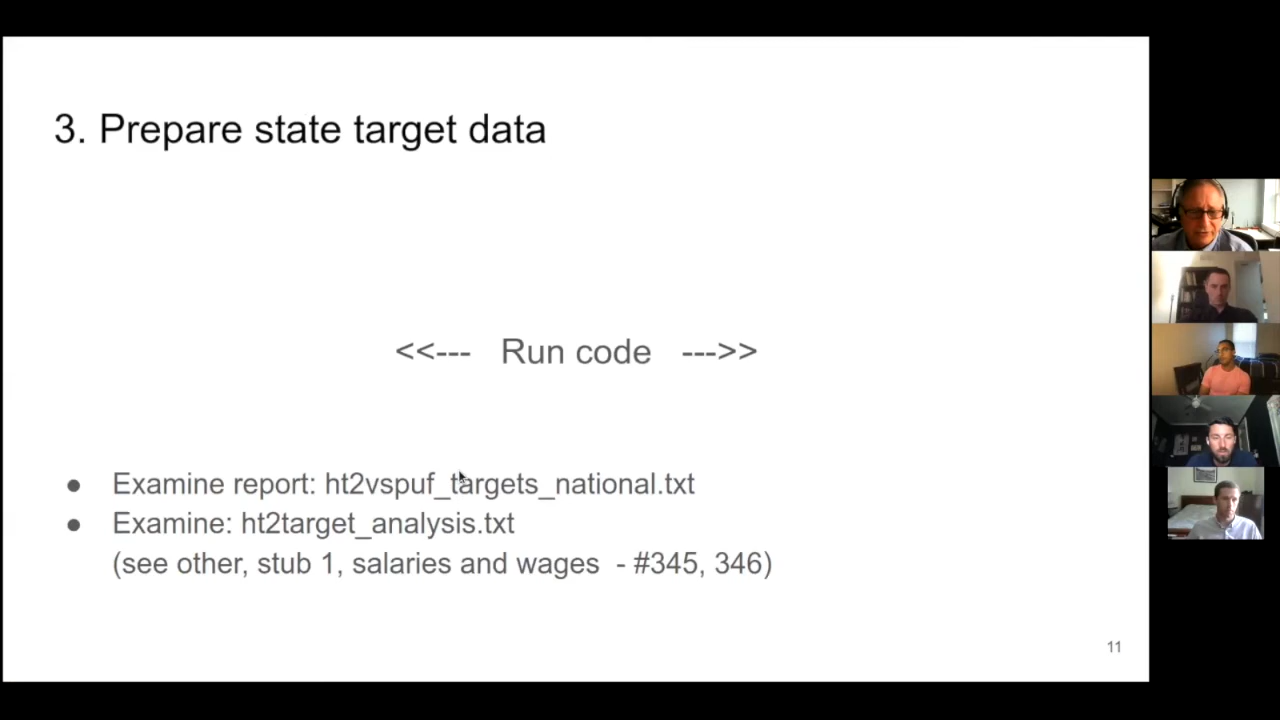 3. Prepare state target data
<<--- Run code --->>
● Examine report: ht2vspuf_targets_national.txt
● Examine: ht2target_analysis.txt
(see other, stub 1, salaries and wages - #345, 346)
11